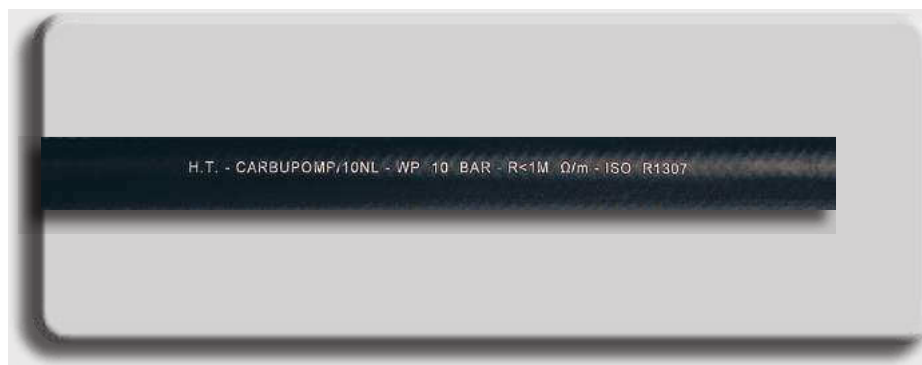 H.T. - CARBUPOMP/10NL - WP 10 BAR - R<1M Ω/m - ISO R1307